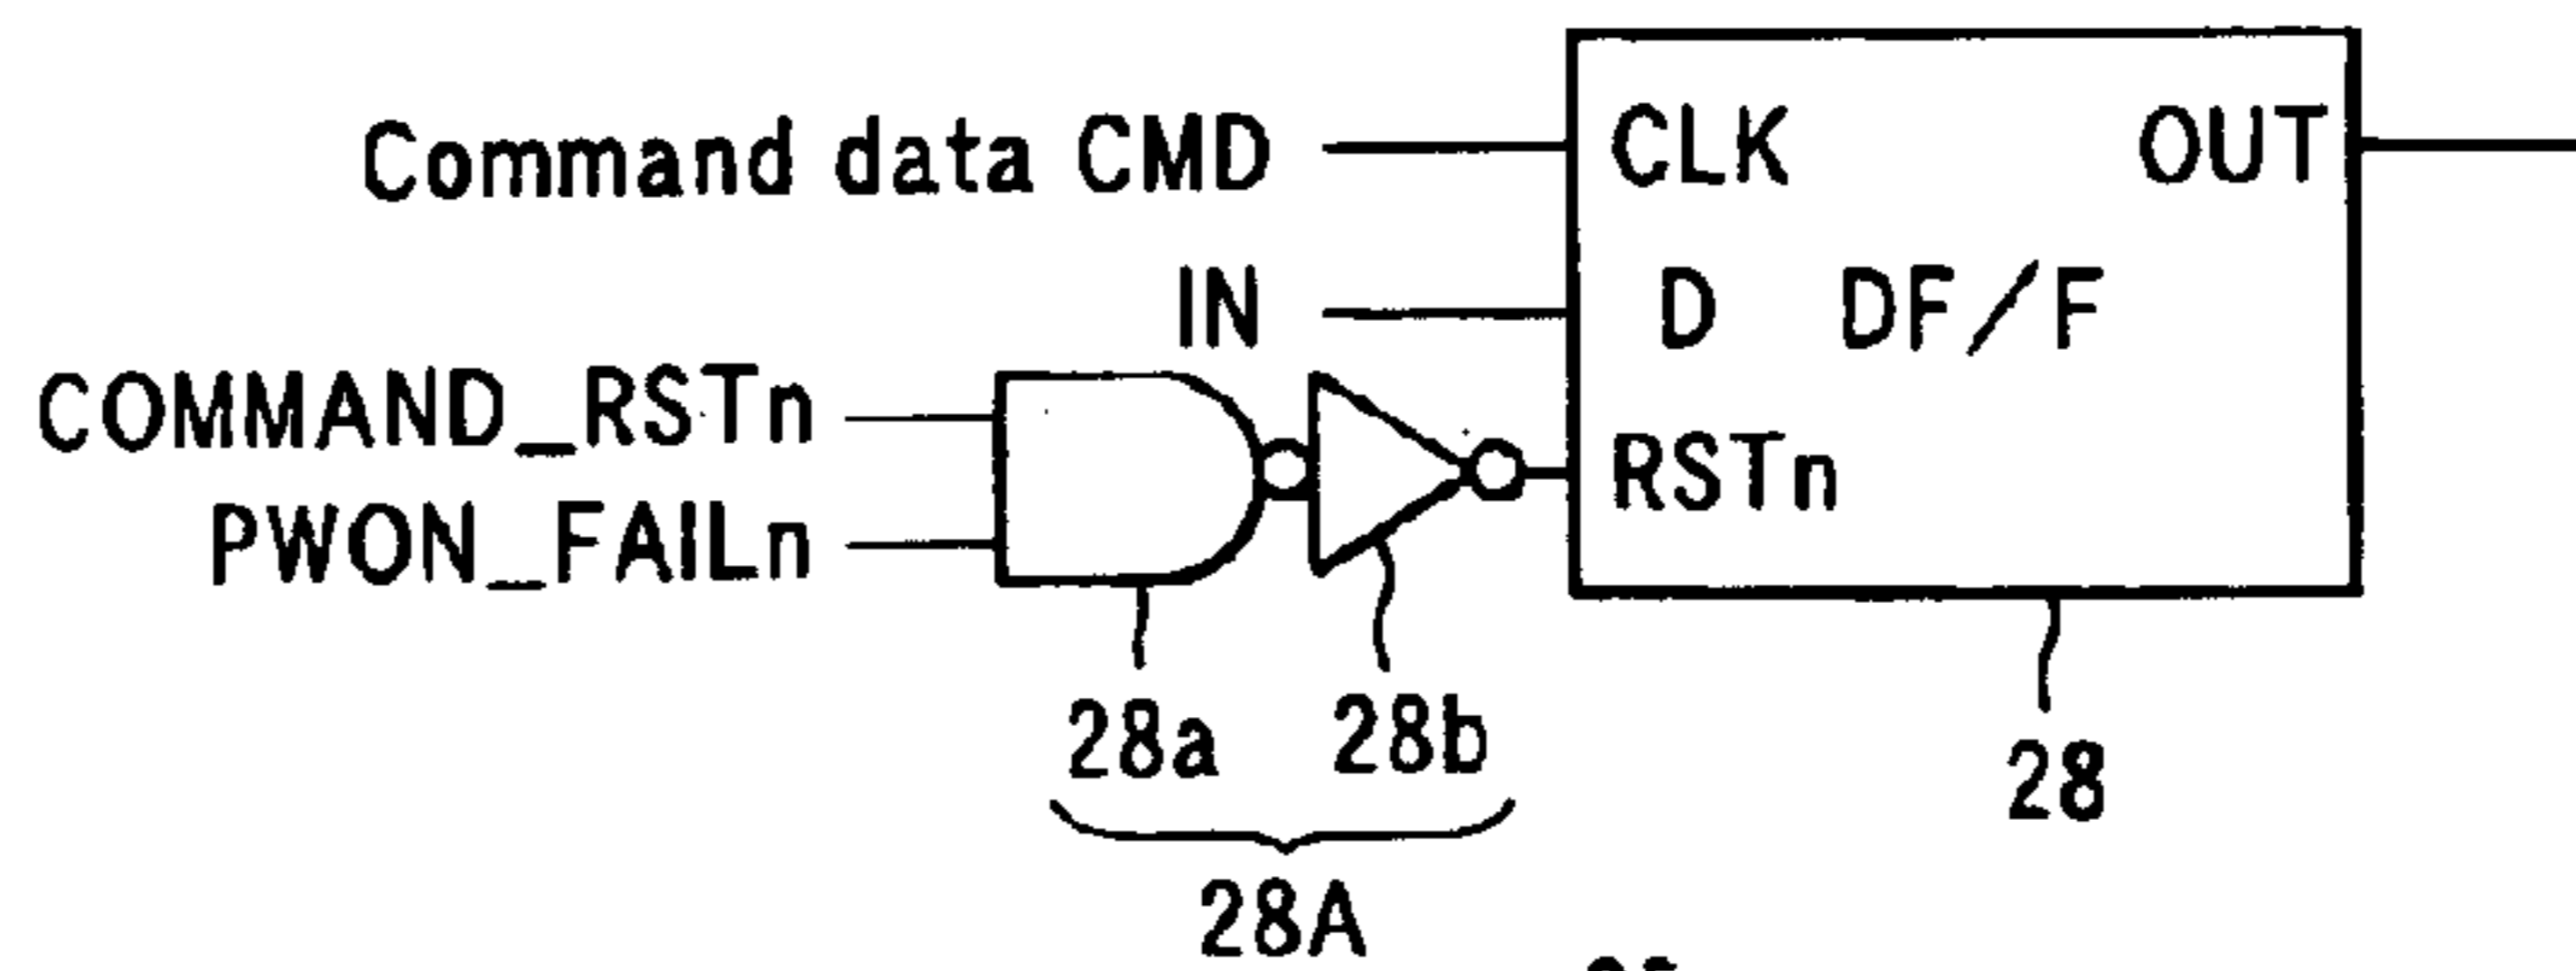 Command data CMD CLK OUT
IN D DF/F
COMMAND_RSTn
PWON_FAILn RSTn
28a 28b
28
28A